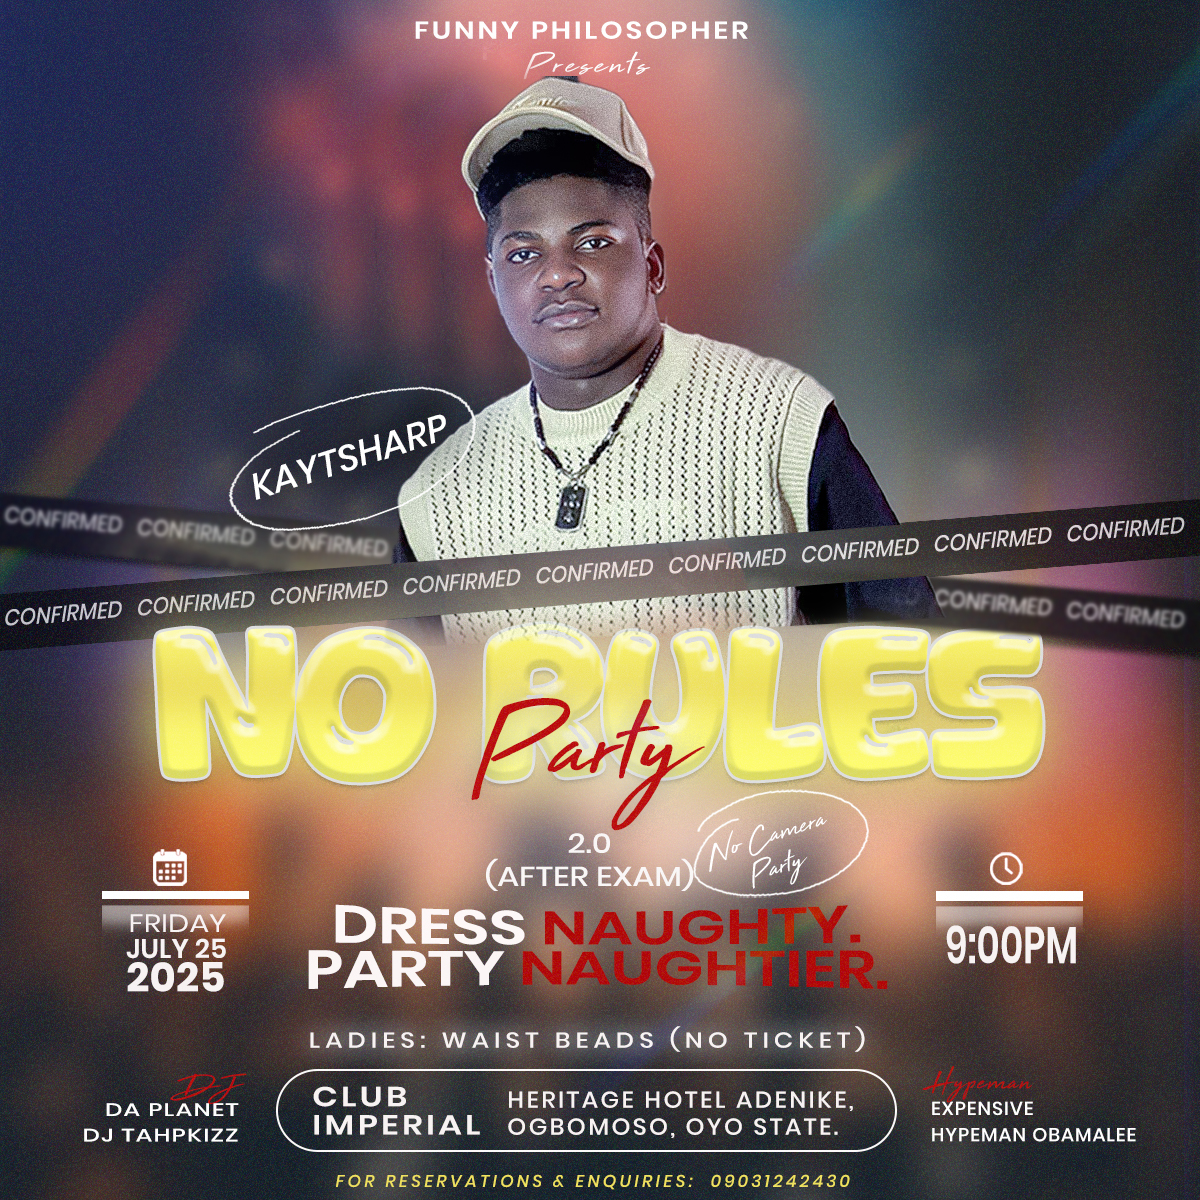 FUNNY PHILOSOPHER
Presents
KAYTSHARP
CONFIRMED CONFIRMED CONFIRMED
CONFIRMED CONFIRMED CONFIRMED CONFIRMED CONFIRMED CONFIRMED CONFIRMED CONFIRMED CONFIRMED
CONFIRMED CONFIRMED
NO RULES
Party
2.0
(AFTER EXAM)
No Camera
Party
FRIDAY
JULY 25
2025
DRESS NAUGHTY.
PARTY NAUGHTIER.
9:00PM
LADIES: WAIST BEADS (NO TICKET)
DJ
DA PLANET
DJ TAHPKIZZ
CLUB
IMPERIAL
HERITAGE HOTEL ADENIKE,
OGBOMOSO, OYO STATE.
Hypeman
EXPENSIVE
HYPEMAN OBAMALEE
FOR RESERVATIONS & ENQUIRIES: 09031242430